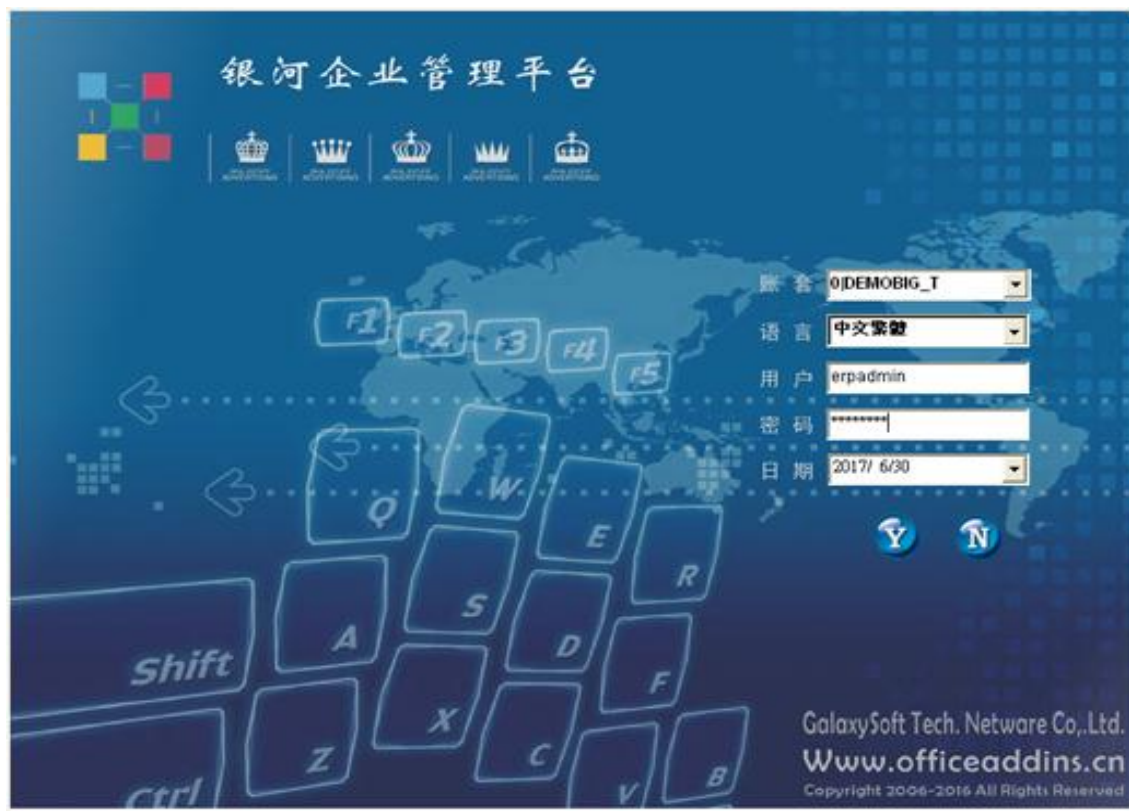 银河企业管理平台
账套 0|DEMOBIG_T
语言 中文繁體
用户 erpadmin
密码 ********
日期 2017/ 6/30
Y N
F1 F2 F3 F4 F5
Q W E R
Shift A S D F
Ctrl Z X C V B
GalaxySoft Tech. Netware Co,.Ltd.
Www.officeaddins.cn
Copyright 2006-2016 All Rights Reserved